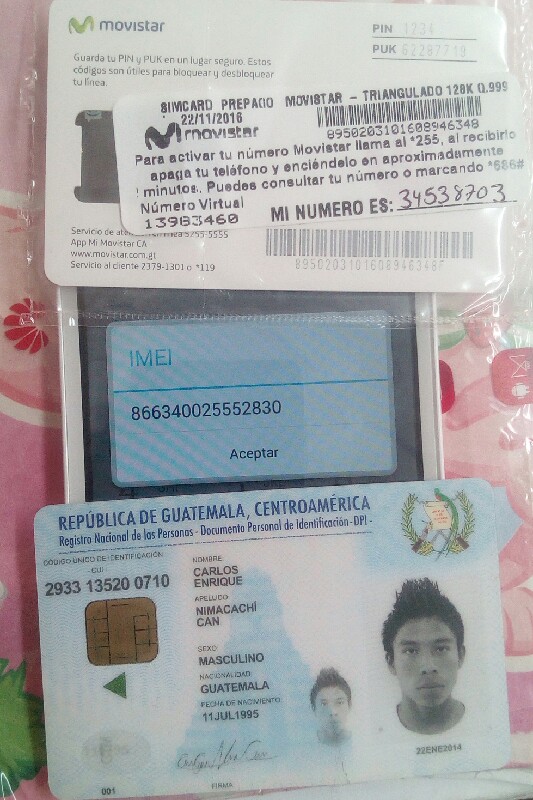 movistar
PIN 1234
PUK 62287749
Guarda tu PIN y PUK en un lugar seguro. Estos
códigos son útiles para bloquear y desbloquear
tu línea.
SIMCARD PREPAGO MOVISTAR - TRIANGULADO 128K Q.999
22/11/2016
movistar
8950203101608946348
Para activar tu número Movistar llama al *255, al recibirlo
apaga tu teléfono y enciéndelo en aproximadamente
minutos. Puedes consultar tu número o marcando *686#
Número Virtual
139B3460
MI NUMERO ES: 34538703
Servicio de
5755-5555
App Mi Movistar CA
www.movistar.com.gt
Servicio al cliente 2379-1301 o *119
8950203101608946348F
IMEI
866340025552830
Aceptar
REPÚBLICA DE GUATEMALA, CENTROAMÉRICA
Registro Nacional de las Personas - Documento Personal de Identificación - DPI -
CÓDIGO ÚNICO DE IDENTIFICACIÓN
- CUI -
2933 13520 0710
NOMBRE
CARLOS
ENRIQUE
APELLIDO
NIMACACHÍ
CAN
SEXO
MASCULINO
NACIONALIDAD
GUATEMALA
FECHA DE NACIMIENTO
11JUL1995
22ENE2014
001
FIRMA